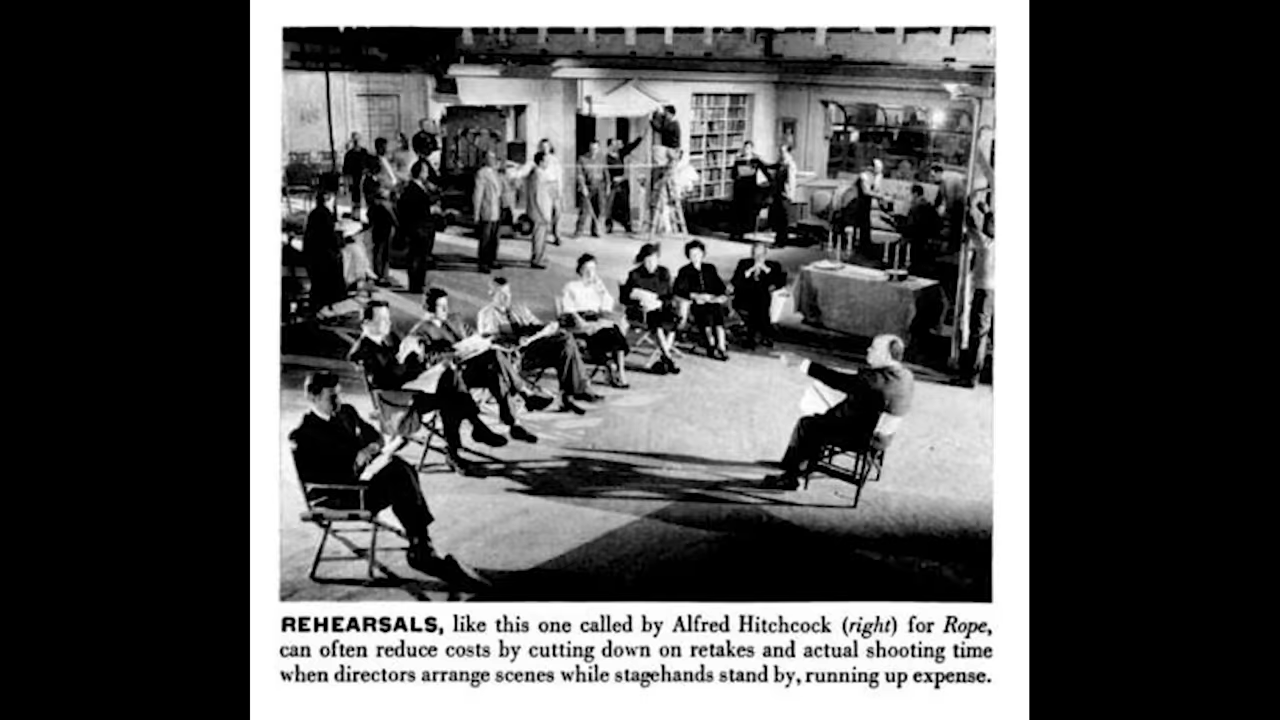 REHEARSALS, like this one called by Alfred Hitchcock (right) for Rope,
can often reduce costs by cutting down on retakes and actual shooting time
when directors arrange scenes while stagehands stand by, running up expense.